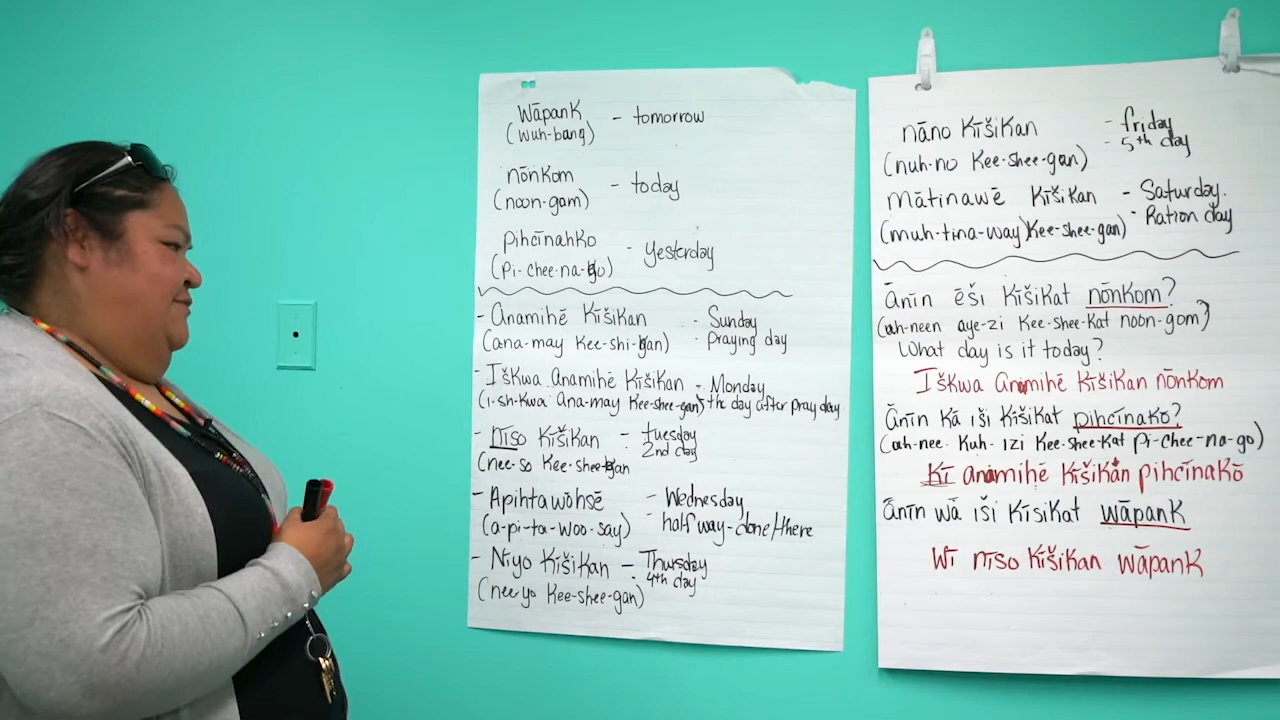 Wāpank - tomorrow
(wuh-bang)
nōnkom - today
(noon-gam)
pihcīnahko - yesterday
(pi-chee-na-go)
- Anamihē Kīšikan - Sunday
(ana-may Kee-shi-gan) - praying day
- Iškwa Anamihē Kīšikan - Monday
(i-sh-kwa Ana-may Kee-shee-gan) the day after pray day
- nīso Kīšikan - tuesday
2nd day
(nee-so Kee-shee-gan
- Apihtawōhsē - Wednesday
(a-pi-ta-woo-say) - half way-done/there
- Nīyo Kīšikan - Thursday
- 4th day
(nee yo Kee-shee-gan)
nāno Kīšikan - friday
- 5th day
(nuh-no Kee-shee-gan)
Mātinawē Kīšikan - Saturday.
- Ration day
(muh-tina-way) Kee-shee-gan)
Ānīn ēši Kīšikat nōnkom?
(aah-neen aye-zi Kee-shee-kat noon-gom?)
What day is it today?
Iškwa Anamihē Kīšikan nōnkom
Ānīn kā iši Kīšikat pihcīnakō?
(aah-nee- Kuh-izi Kee-shee-kat pi-chee-na-go)
Kī anamihē Kīšikan pihcīnakō
Ānīn wā iši Kīsikat wāpank
Wī nīso Kīšikan wāpank